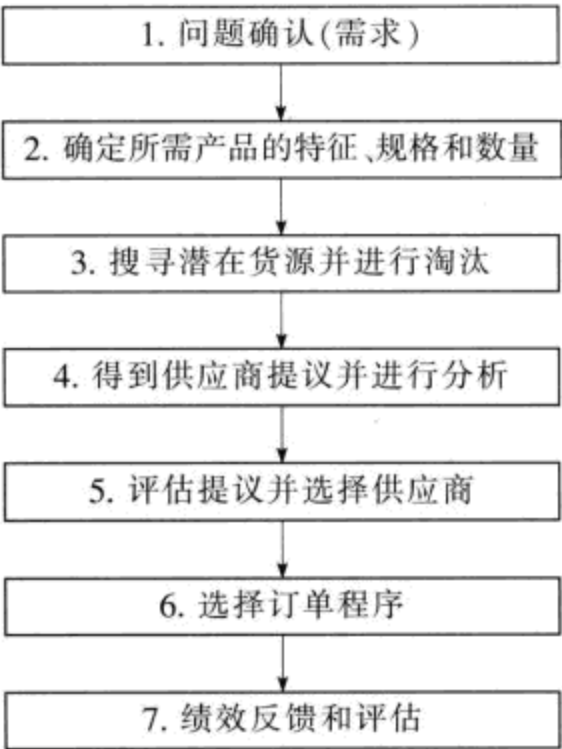 1. 问题确认(需求)
2. 确定所需产品的特征、规格和数量
3. 搜寻潜在货源并进行淘汰
4. 得到供应商提议并进行分析
5. 评估提议并选择供应商
6. 选择订单程序
7. 绩效反馈和评估